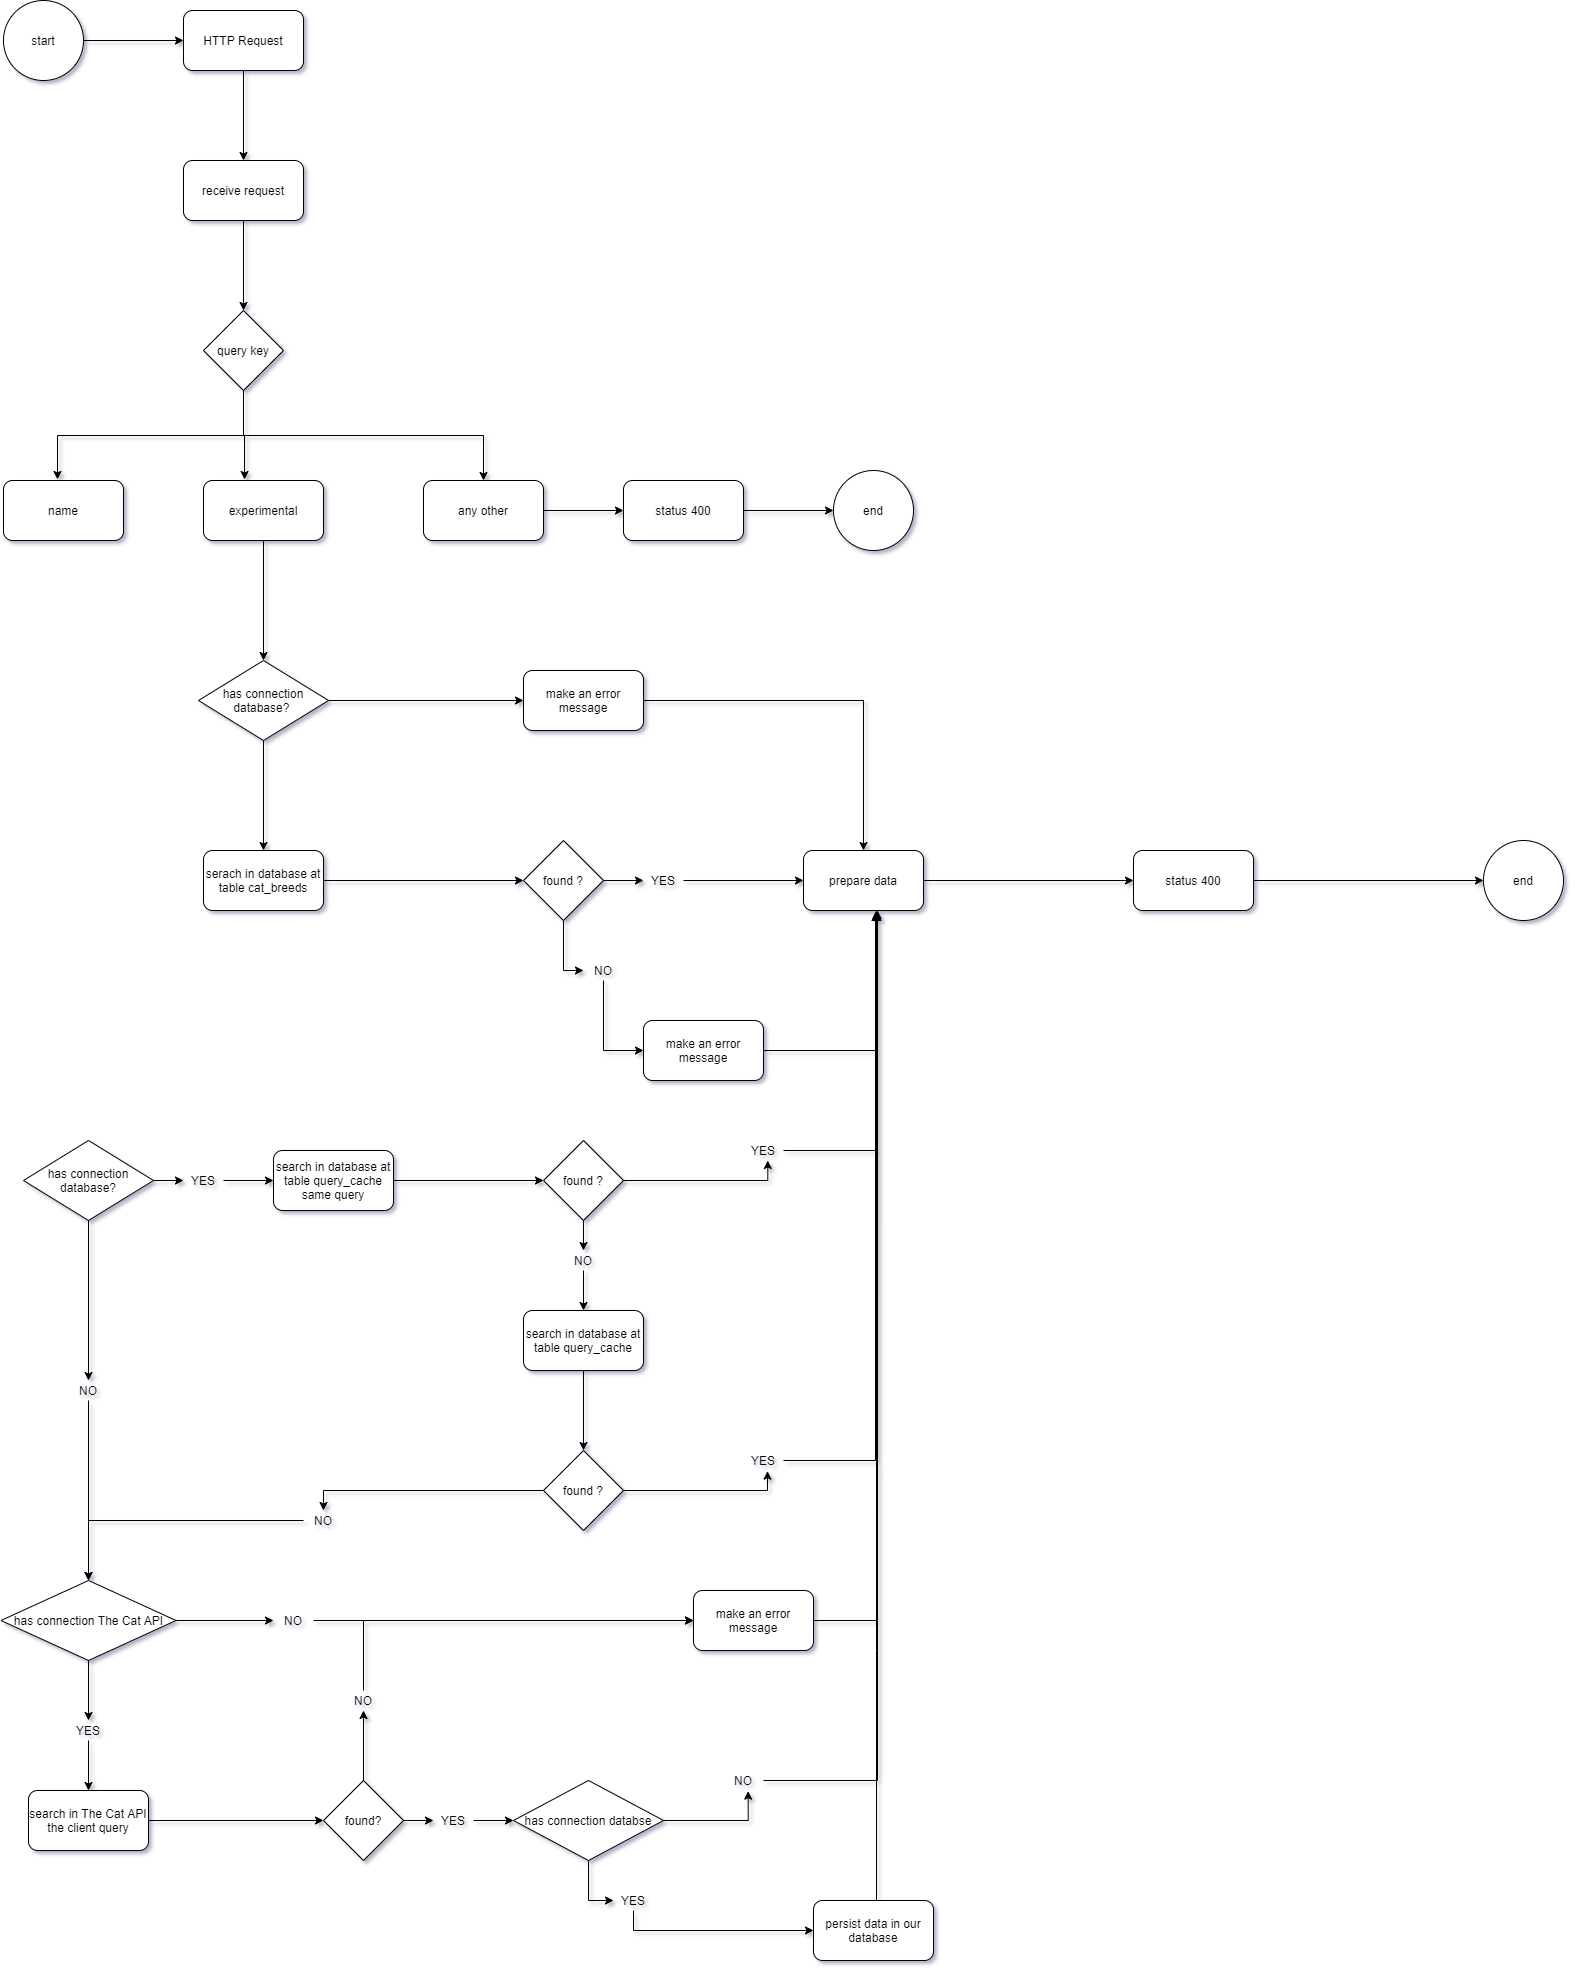 start
HTTP Request
receive request
query key
name
experimental
any other
status 400
end
has connection
database?
make an error
message
serach in database at
table cat_breeds
found ?
YES
prepare data
status 400
end
NO
make an error
message
has connection
database?
YES
search in database at
table query_cache
same query
found ?
YES
NO
search in database at
table query_cache
NO
found ?
YES
NO
has connection The Cat API
NO
make an error
message
NO
YES
search in The Cat API
the client query
found?
YES
has connection databse
NO
YES
persist data in our
database